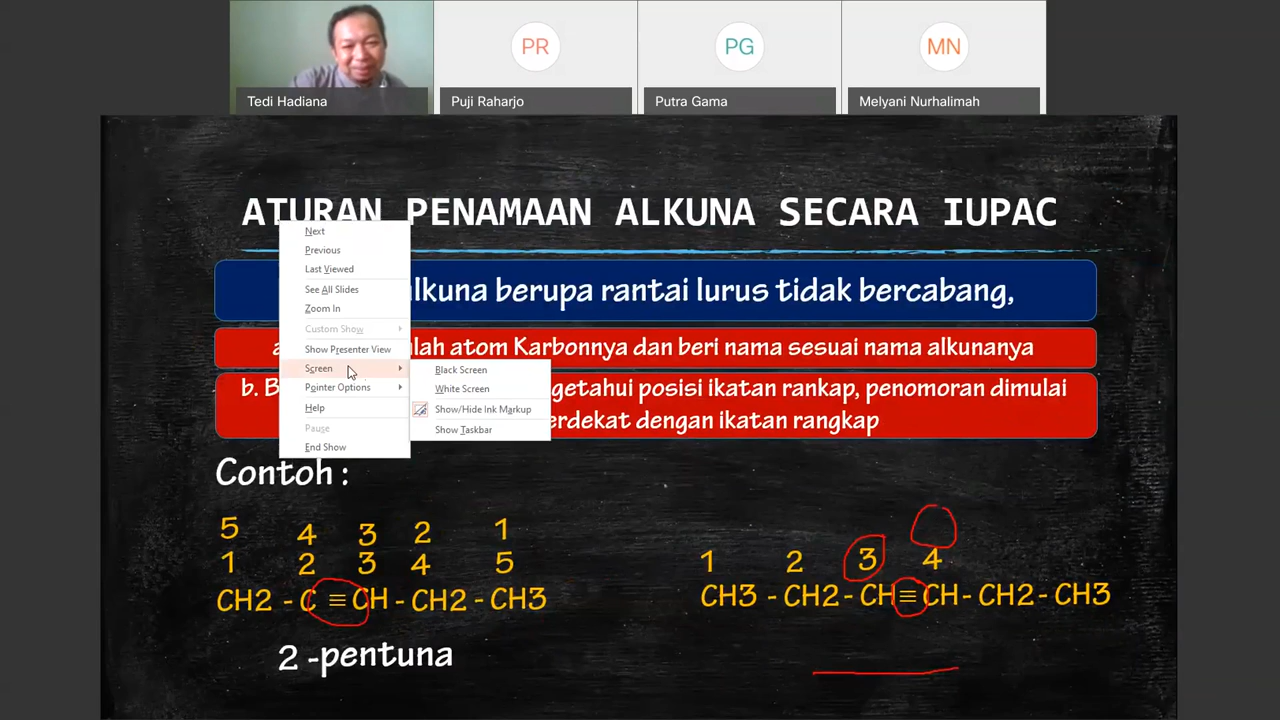 PR
PG
MN
Tedi Hadiana
Puji Raharjo
Putra Gama
Melyani Nurhalimah
ATURAN PENAMAAN ALKUNA SECARA IUPAC
lkuna berupa rantai lurus tidak bercabang,
a
lah atom Karbonnya dan beri nama sesuai nama alkunanya
b. B
getahui posisi ikatan rankap, penomoran dimulai
erdekat dengan ikatan rangkap
Next
Previous
Last Viewed
See All Slides
Zoom In
Custom Show
Show Presenter View
Screen
Pointer Options
Help
Pause
End Show
Black Screen
White Screen
Show/Hide Ink Markup
Show Taskbar
Contoh :
5 4 3 2 1
1 2 3 4 5
CH2 - C ≡ CH - CH2 - CH3
2 -pentuna
1 2 3 4
CH3 - CH2 - CH ≡ CH - CH2 - CH3